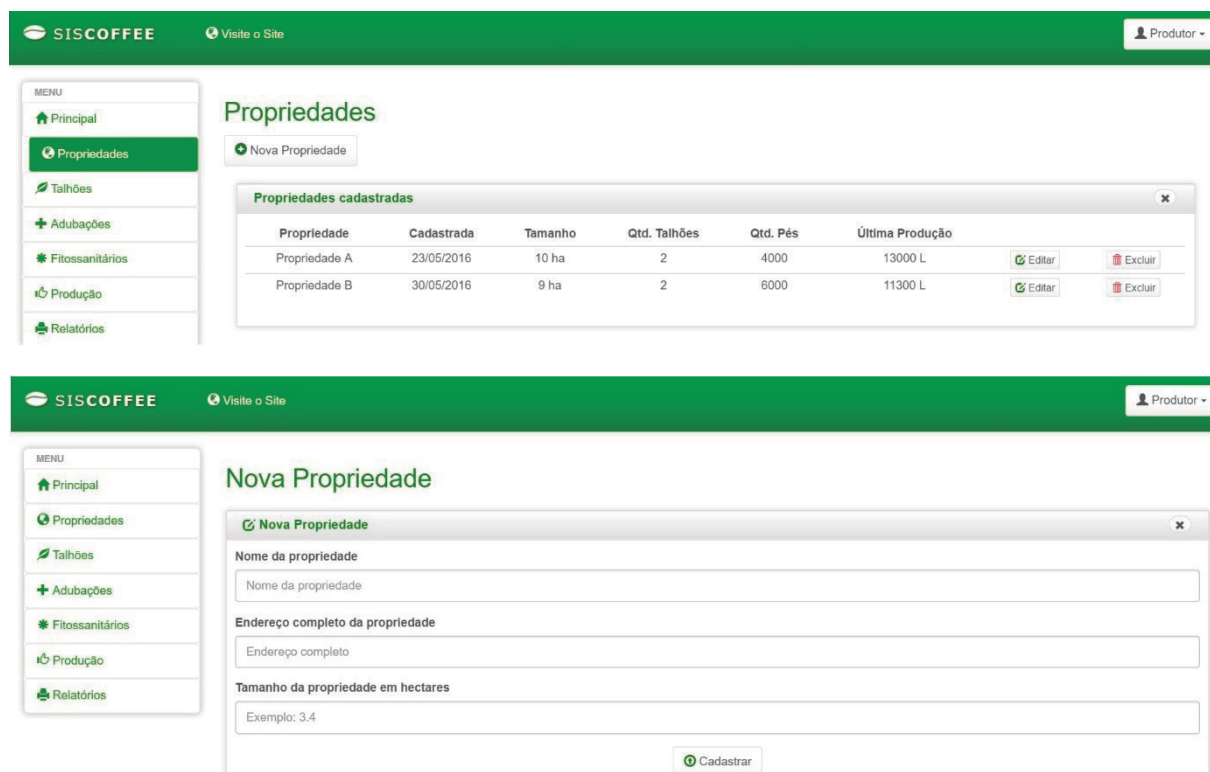 SISCOFFEE Visite o Site Produtor
MENU
Principal
Propriedades
Talhões
Adubações
Fitossanitários
Produção
Relatórios
Propriedades
Nova Propriedade
Propriedades cadastradas
Propriedade Cadastrada Tamanho Qtd. Talhões Qtd. Pés Última Produção
Propriedade A 23/05/2016 10 ha 2 4000 13000 L Editar Excluir
Propriedade B 30/05/2016 9 ha 2 6000 11300 L Editar Excluir
SISCOFFEE Visite o Site Produtor
MENU
Principal
Propriedades
Talhões
Adubações
Fitossanitários
Produção
Relatórios
Nova Propriedade
Nova Propriedade
Nome da propriedade
Nome da propriedade
Endereço completo da propriedade
Endereço completo
Tamanho da propriedade em hectares
Exemplo: 3.4
Cadastrar